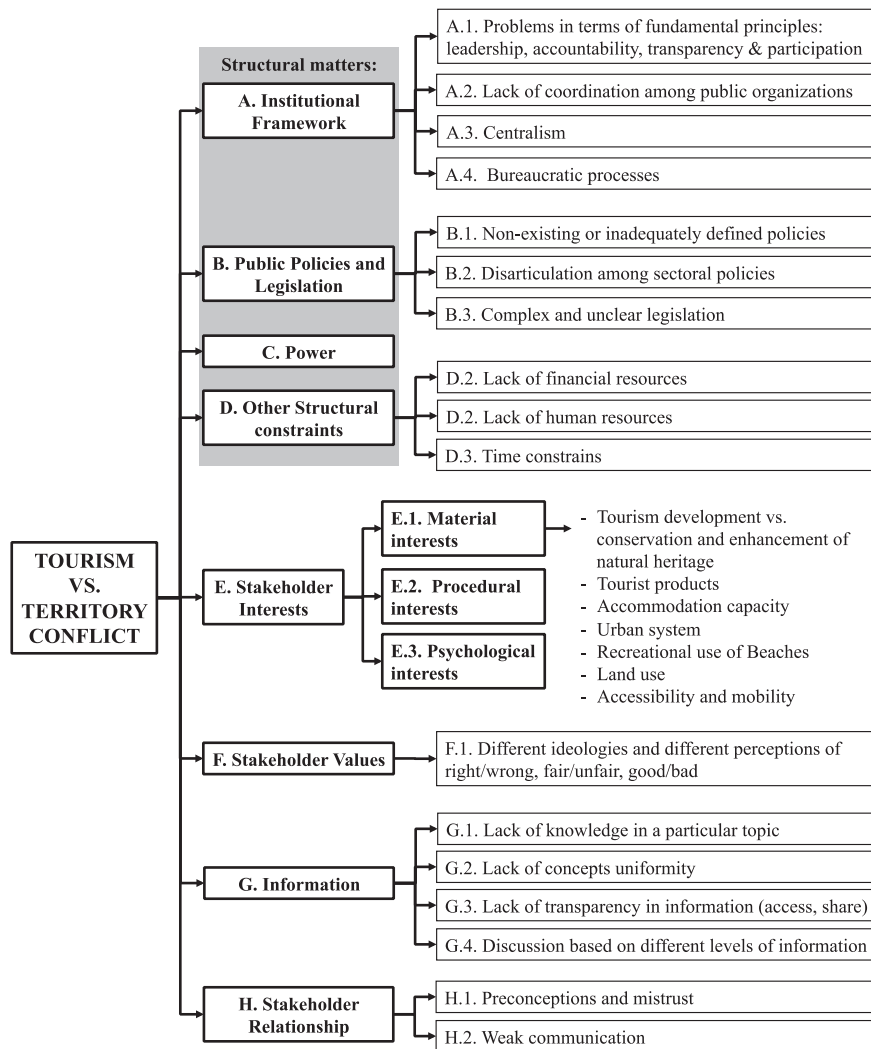 TOURISM
VS.
TERRITORY
CONFLICT
Structural matters:
A. Institutional
Framework
A.1. Problems in terms of fundamental principles:
leadership, accountability, transparency & participation
A.2. Lack of coordination among public organizations
A.3. Centralism
A.4. Bureaucratic processes
B. Public Policies and
Legislation
B.1. Non-existing or inadequately defined policies
B.2. Disarticulation among sectoral policies
B.3. Complex and unclear legislation
C. Power
D. Other Structural
constraints
D.2. Lack of financial resources
D.2. Lack of human resources
D.3. Time constrains
E. Stakeholder
Interests
E.1. Material
interests
- Tourism development vs.
conservation and enhancement of
natural heritage
- Tourist products
- Accommodation capacity
- Urban system
- Recreational use of Beaches
- Land use
- Accessibility and mobility
E.2. Procedural
interests
E.3. Psychological
interests
F. Stakeholder Values
F.1. Different ideologies and different perceptions of
right/wrong, fair/unfair, good/bad
G. Information
G.1. Lack of knowledge in a particular topic
G.2. Lack of concepts uniformity
G.3. Lack of transparency in information (access, share)
G.4. Discussion based on different levels of information
H. Stakeholder
Relationship
H.1. Preconceptions and mistrust
H.2. Weak communication